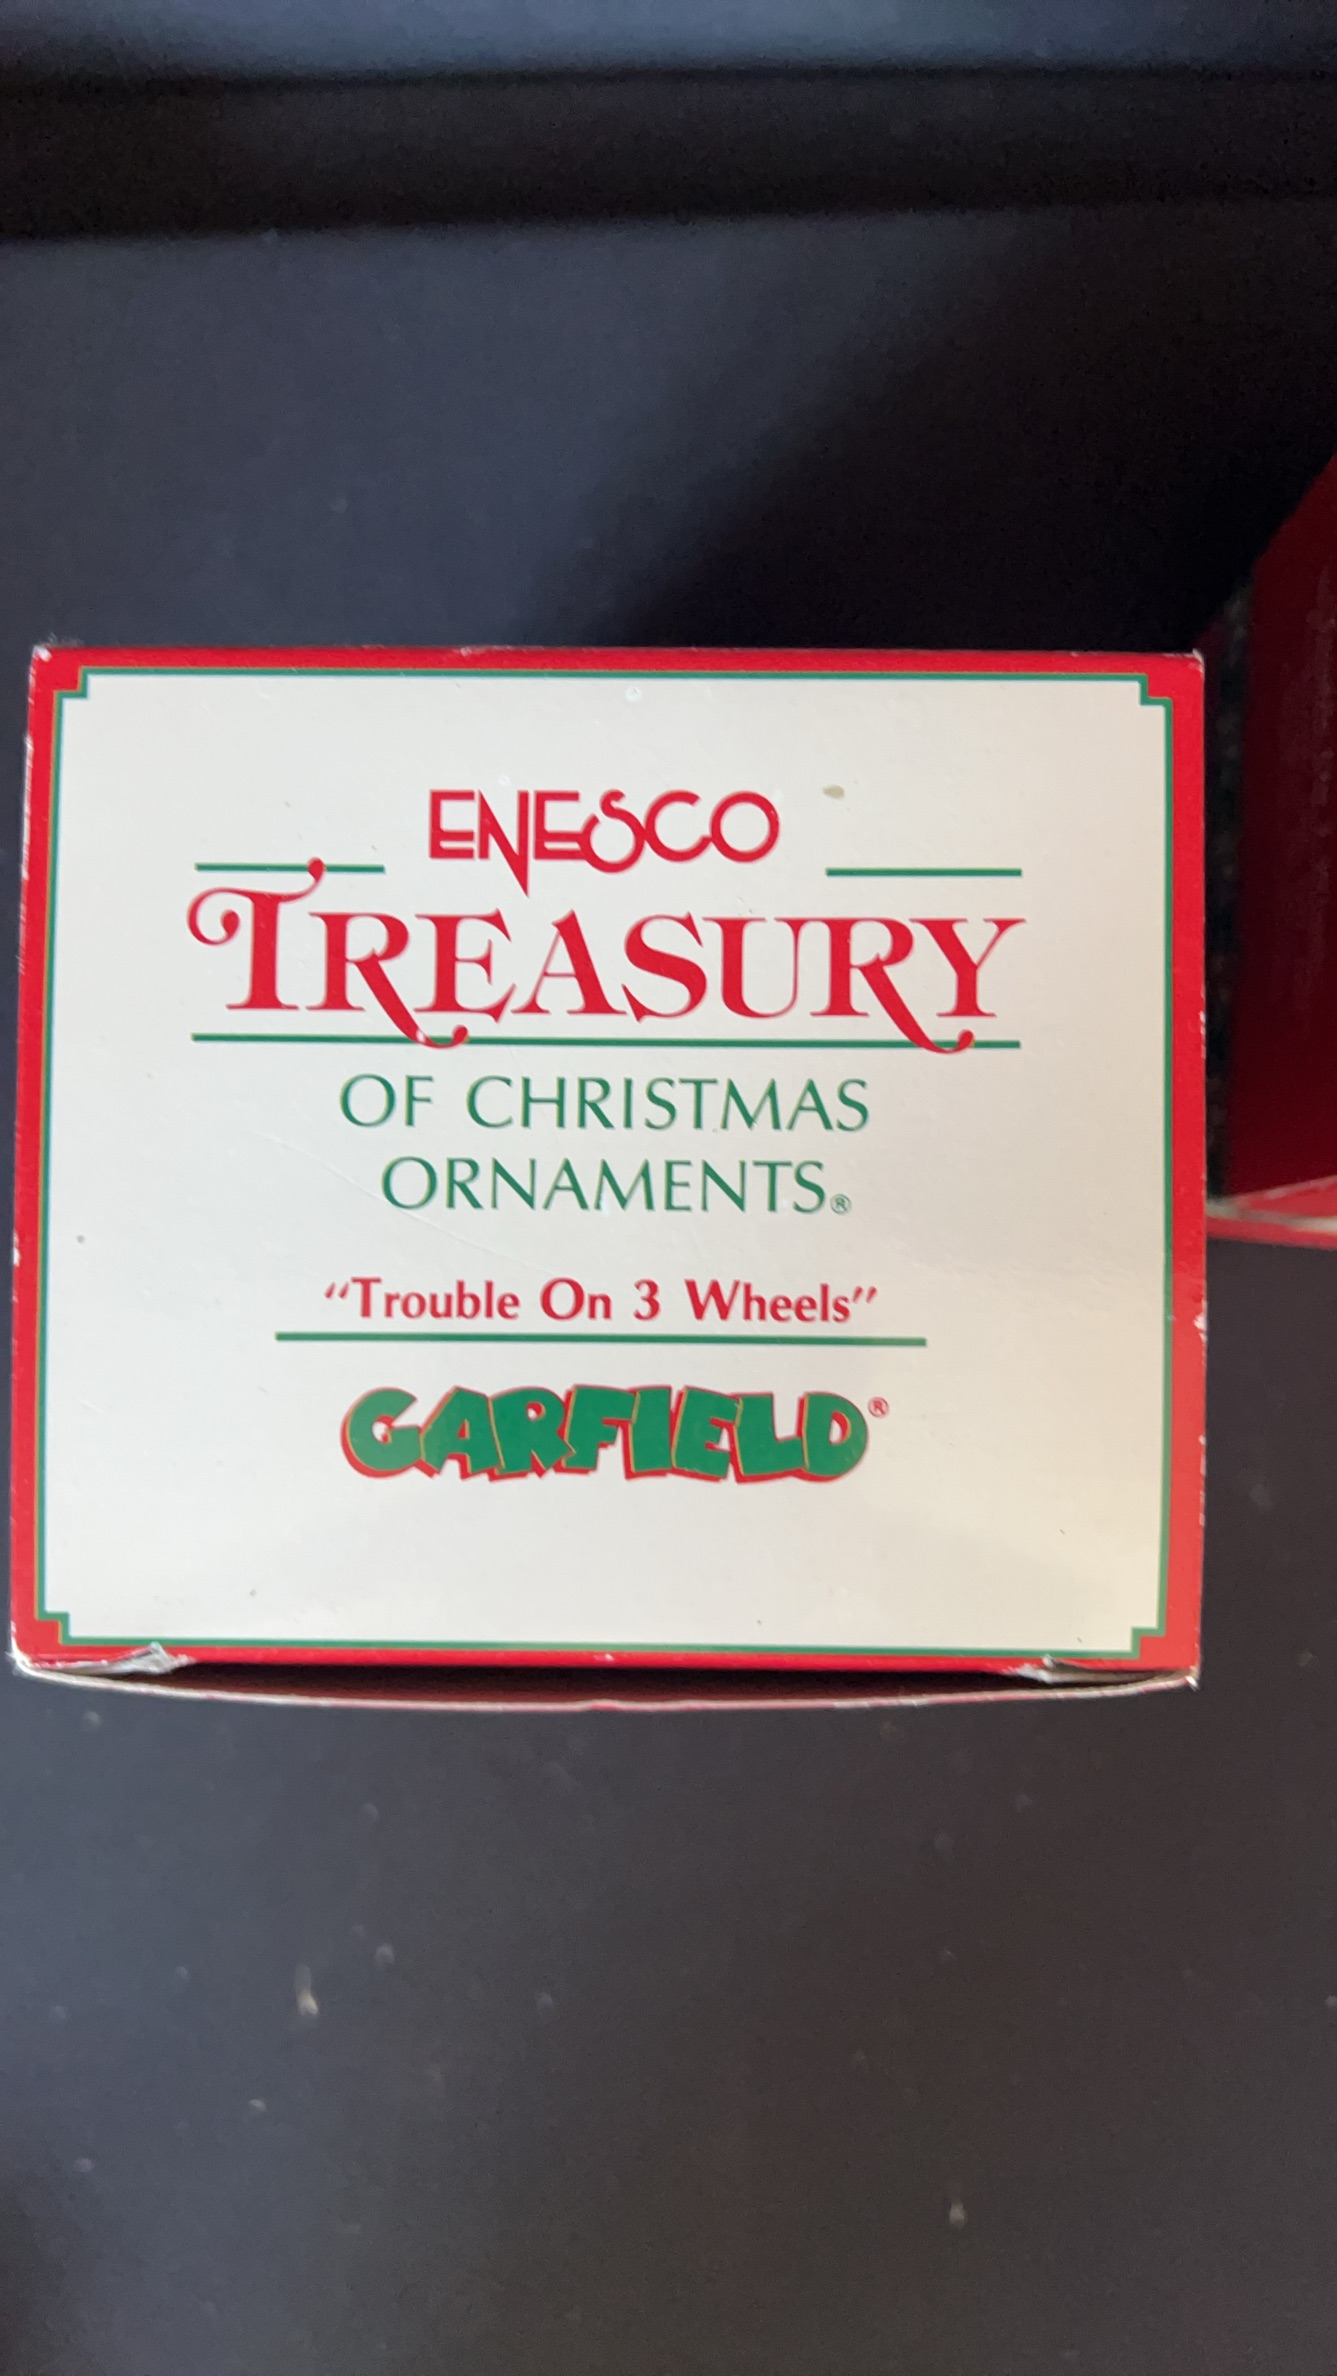 ENESCO
TREASURY
OF CHRISTMAS
ORNAMENTS®
“Trouble On 3 Wheels”
GARFIELD®